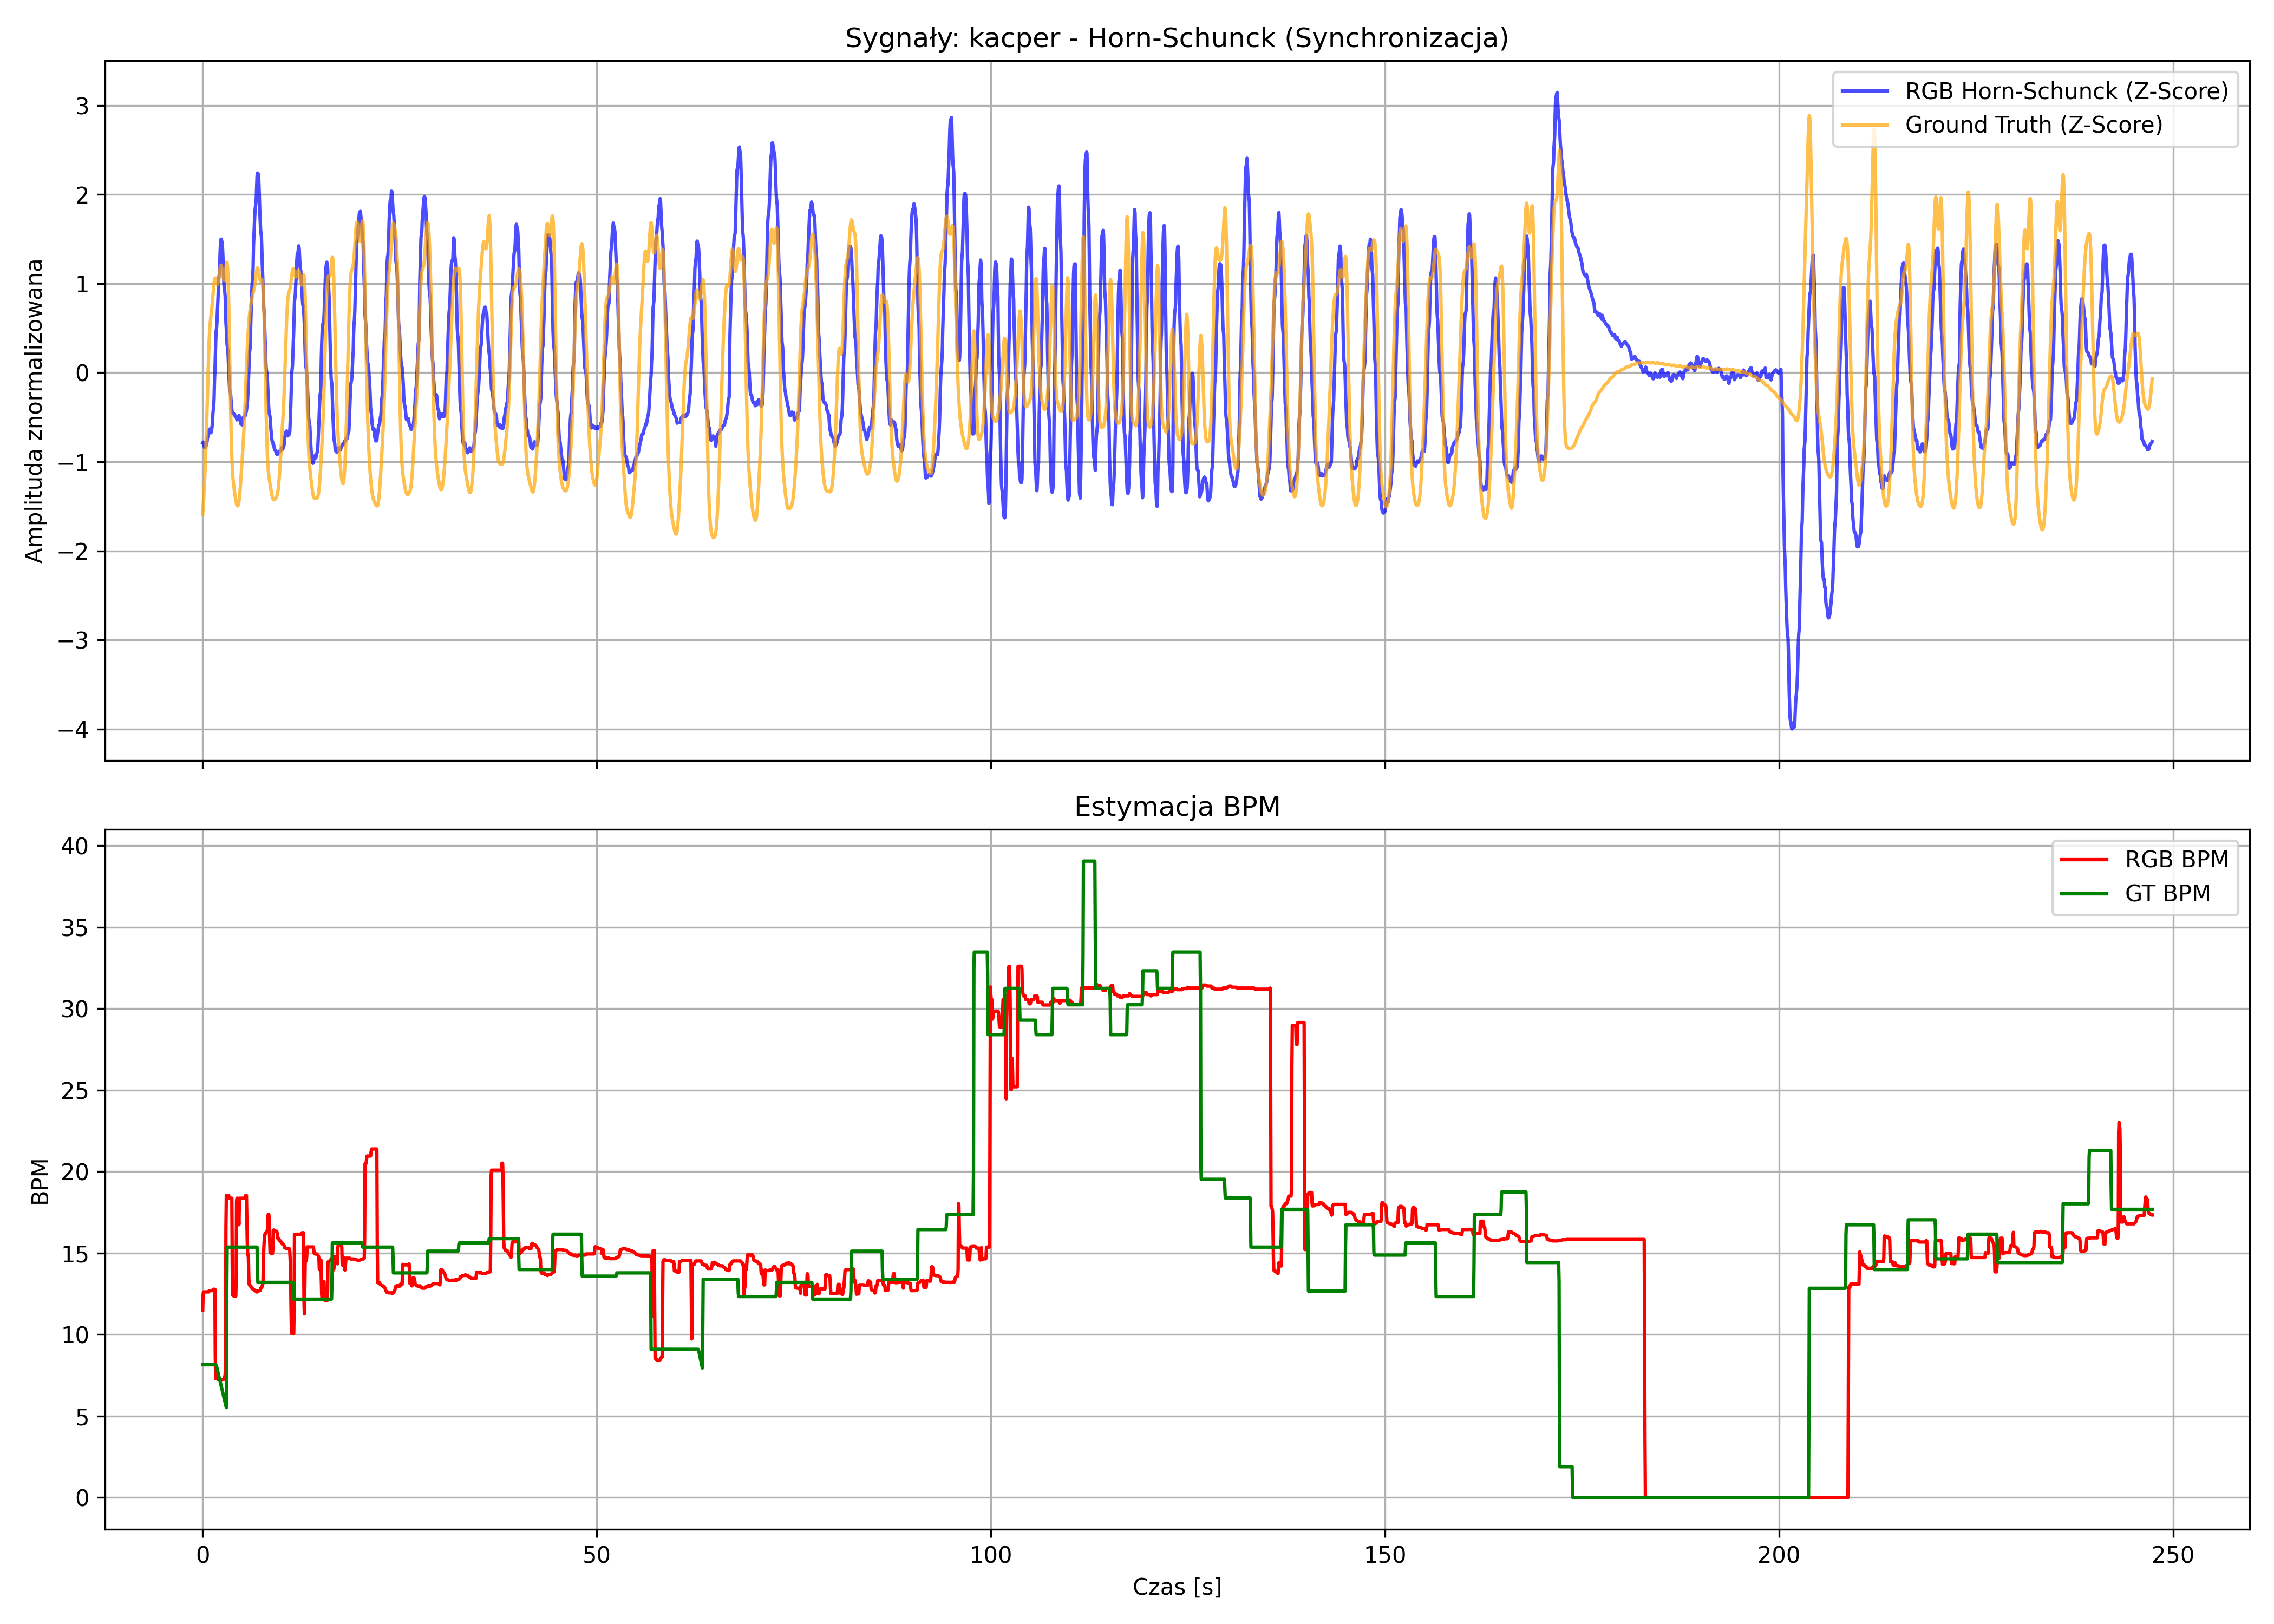 Sygnały: kacper - Horn-Schunck (Synchronizacja)
RGB Horn-Schunck (Z-Score)
Ground Truth (Z-Score)
Amplituda znormalizowana
3
2
1
0
−1
−2
−3
−4
Estymacja BPM
RGB BPM
GT BPM
BPM
40
35
30
25
20
15
10
5
0
0 50 100 150 200 250
Czas [s]